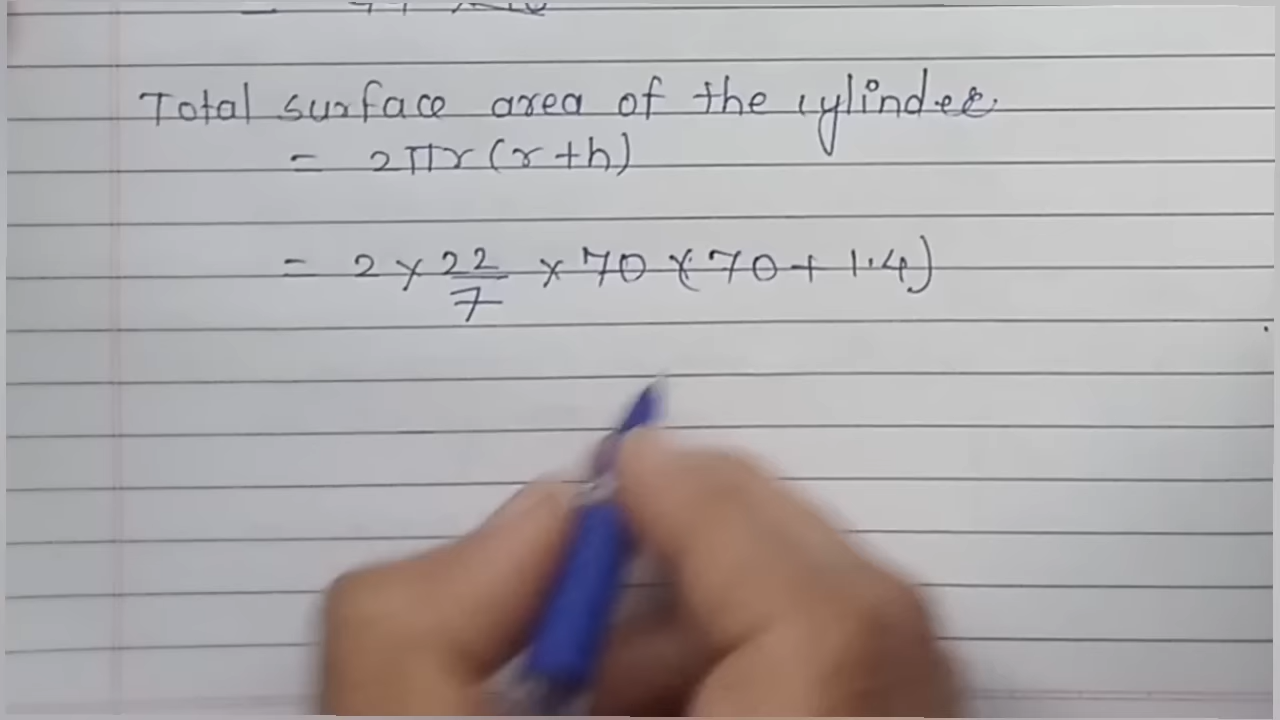 Total surface area of the cylinder
= 2πr(r+h)
= 2 × 22/7 × 70 (70 + 1.4)